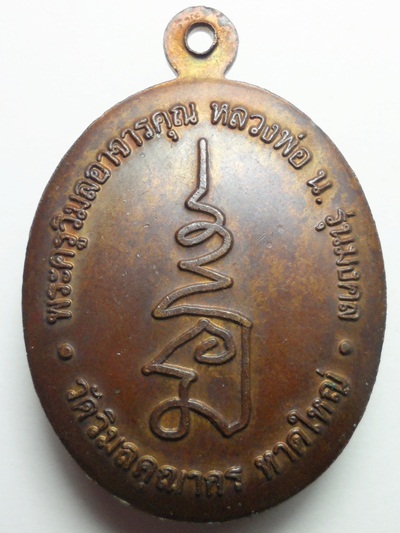 พระครูวิมลอาจารคุณ หลวงพ่อ น. รุ่นมงคล
วัดวิมลคุณากร หาดใหญ่